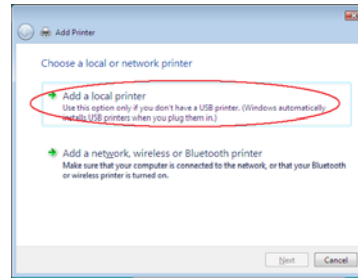 Add Printer
Choose a local or network printer
Add a local printer
Use this option only if you don't have a USB printer. (Windows automatically
installs USB printers when you plug them in.)
Add a network, wireless or Bluetooth printer
Make sure that your computer is connected to the network, or that your Bluetooth
or wireless printer is turned on.
Next Cancel